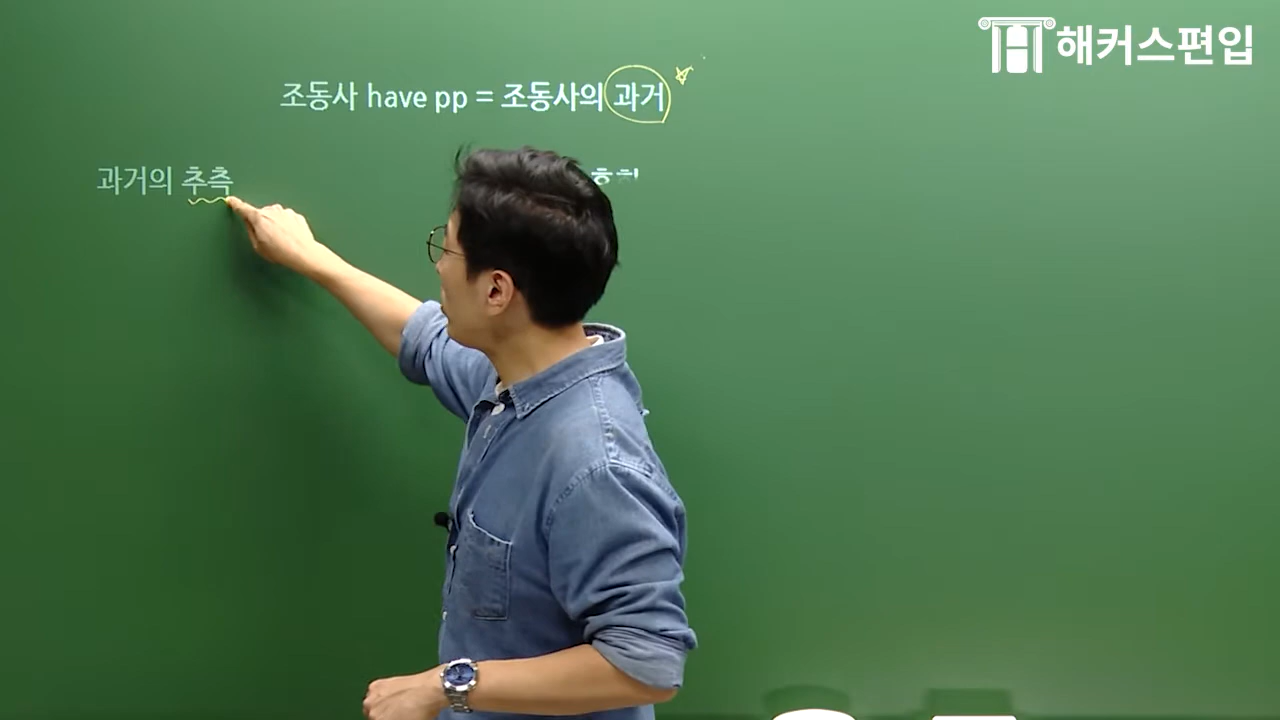 해커스편입
조동사 have pp = 조동사의 과거
과거의 추측